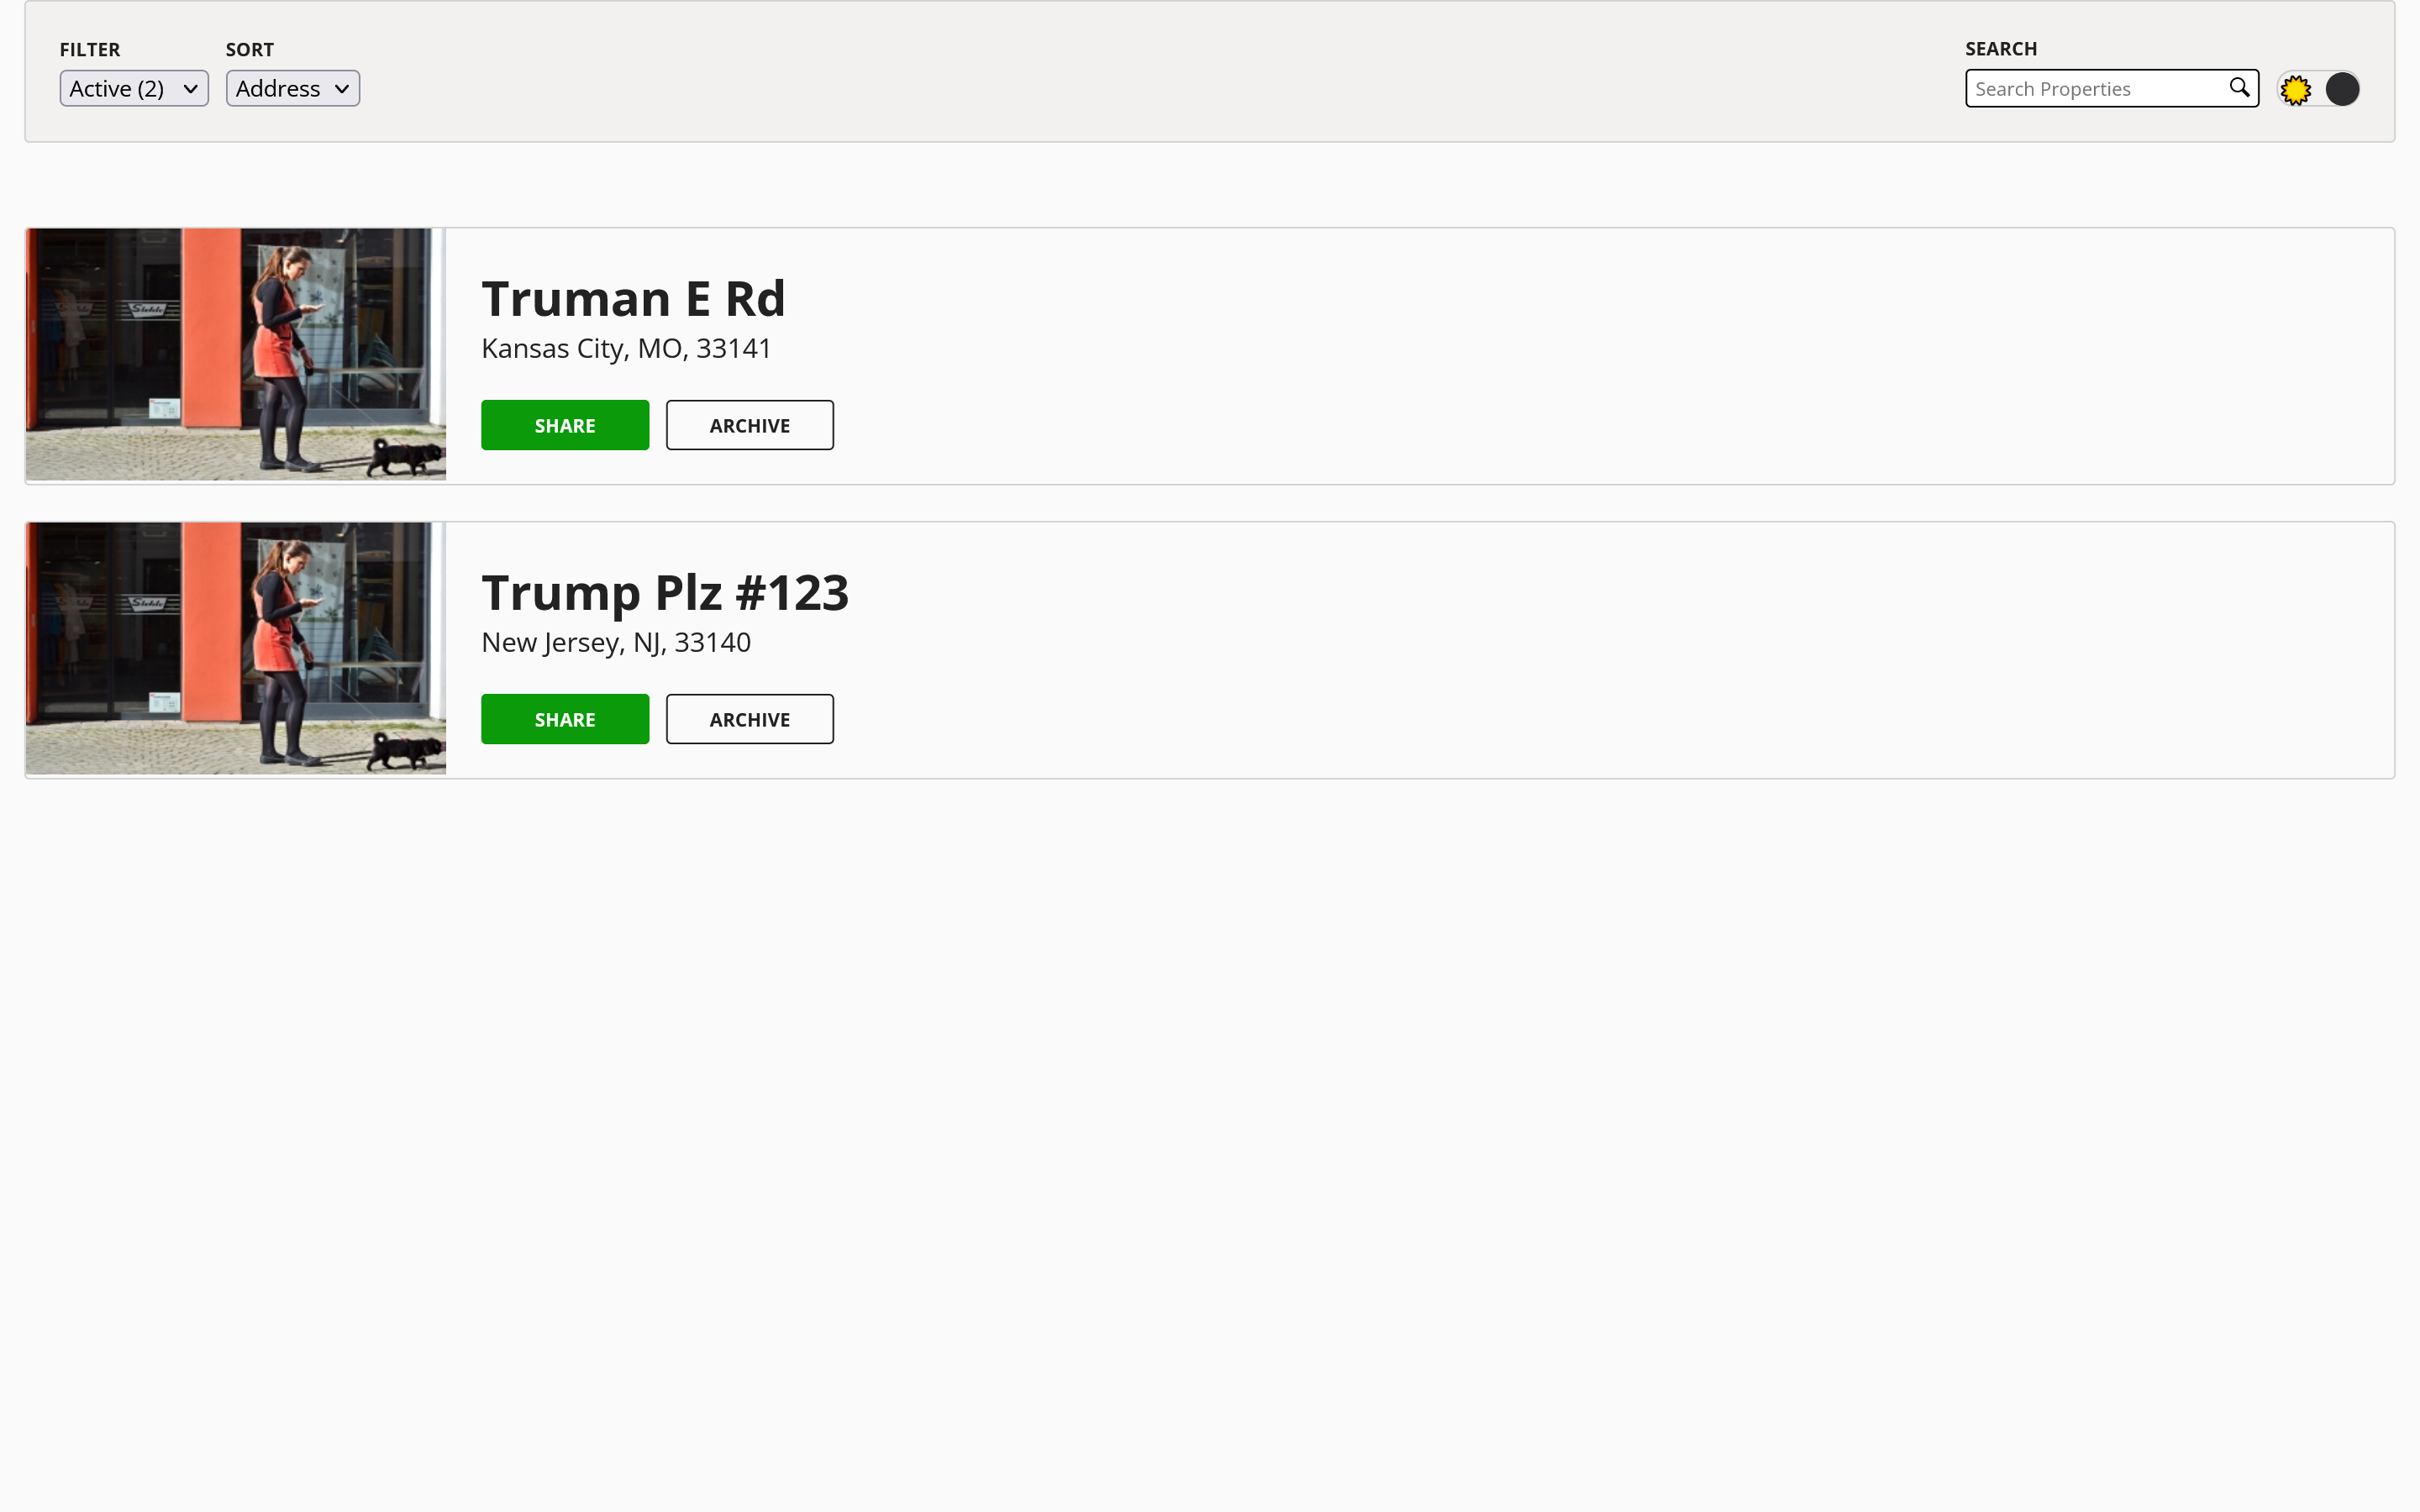 FILTER
SORT
SEARCH
Active (2)
Address
Search Properties
Truman E Rd
Kansas City, MO, 33141
SHARE
ARCHIVE
Trump Plz #123
New Jersey, NJ, 33140
SHARE
ARCHIVE